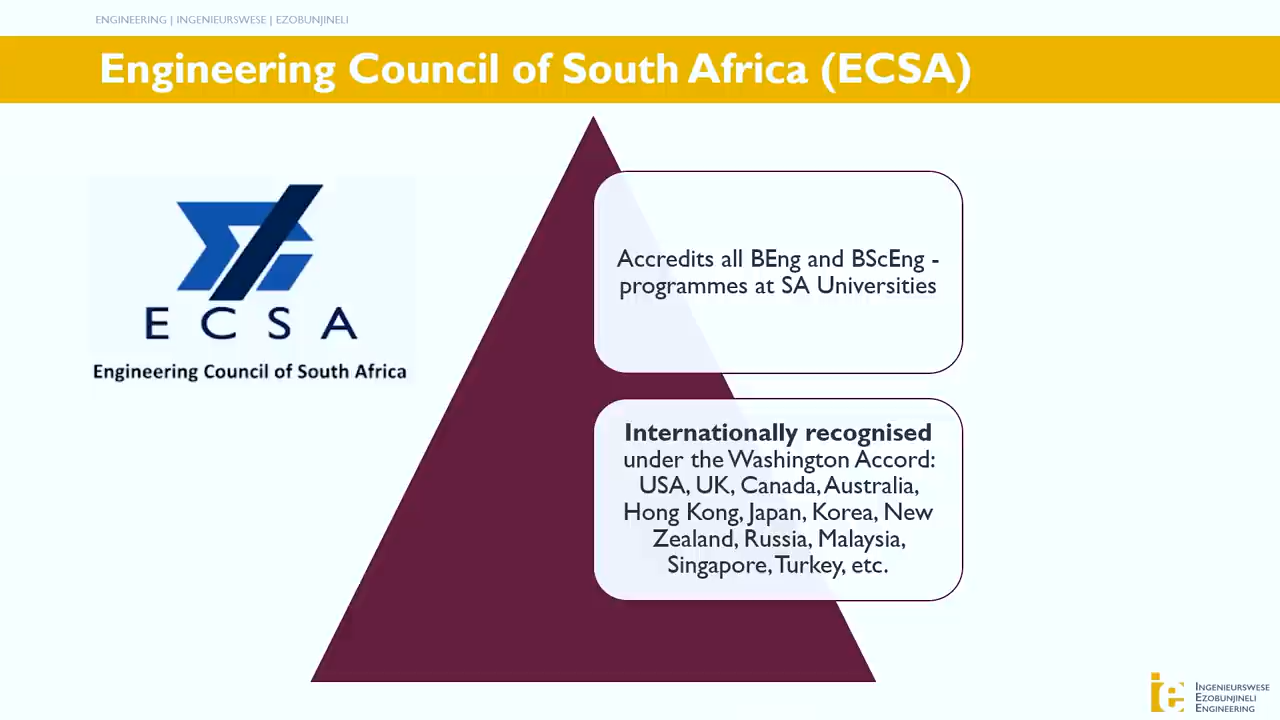 ENGINEERING | INGENIEURSWESE | EZOBUNJINELI
Engineering Council of South Africa (ECSA)
E C S A
Engineering Council of South Africa
Accredits all BEng and BScEng -
programmes at SA Universities
Internationally recognised
under the Washington Accord:
USA, UK, Canada, Australia,
Hong Kong, Japan, Korea, New
Zealand, Russia, Malaysia,
Singapore, Turkey, etc.
ie
INGENIEURSWESE
EZOBUNJINELI
ENGINEERING